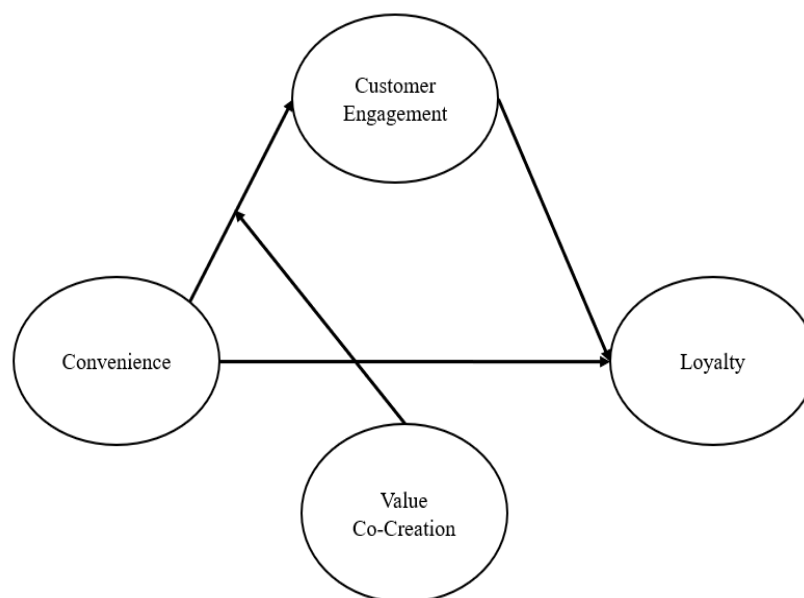 Customer
Engagement
Convenience
Loyalty
Value
Co-Creation